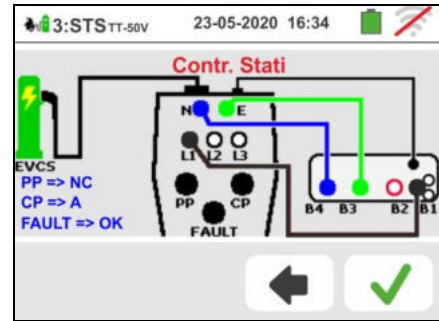 3:STS TT-50V 23-05-2020 16:34
Contr. Stati
N E
L1 L2 L3
EVCS
PP => NC
CP => A
FAULT => OK
PP CP
FAULT
B4 B3 B2 B1